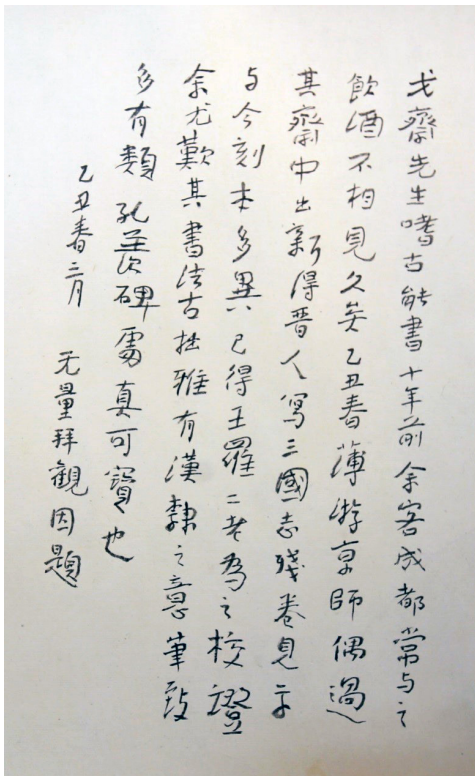 戈齋先生嗜古能書十年前余客成都常与之
飲酒不相見久矣乙丑春薄游京師偶過
其齋中出新得晋人寫三國志殘卷見示
与今刻本多異已得王羅二老為之校證
余尤歎其書法古拙雅有漢隸之意筆致
多有類孔羨碑處真可寶也
乙丑春三月 无量拜觀因題